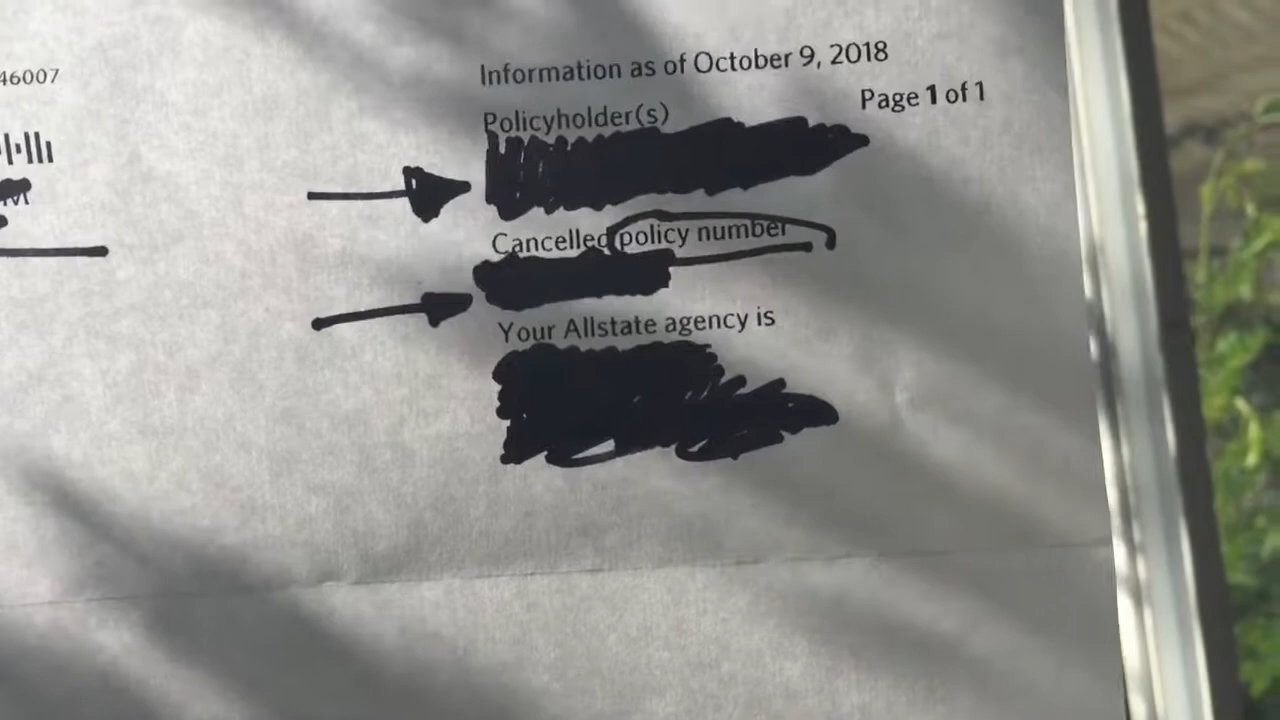 46007
Information as of October 9, 2018
Page 1 of 1
Policyholder(s)
Cancelled policy number
Your Allstate agency is